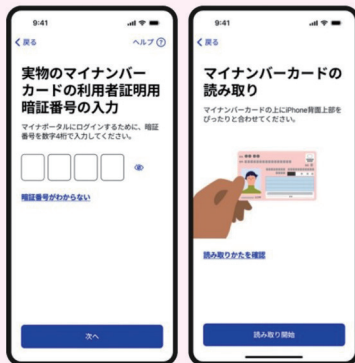 9:41
戻る
ヘルプ
実物のマイナンバー
カードの利用者証明用
暗証番号の入力
マイナポータルにログインするために、暗証
番号を数字4桁で入力してください。
暗証番号がわからない
次へ
9:41
戻る
マイナンバーカードの
読み取り
マイナンバーカードの上にiPhone背面上部を
ぴったりと合わせてください。
読み取りかたを確認
読み取り開始